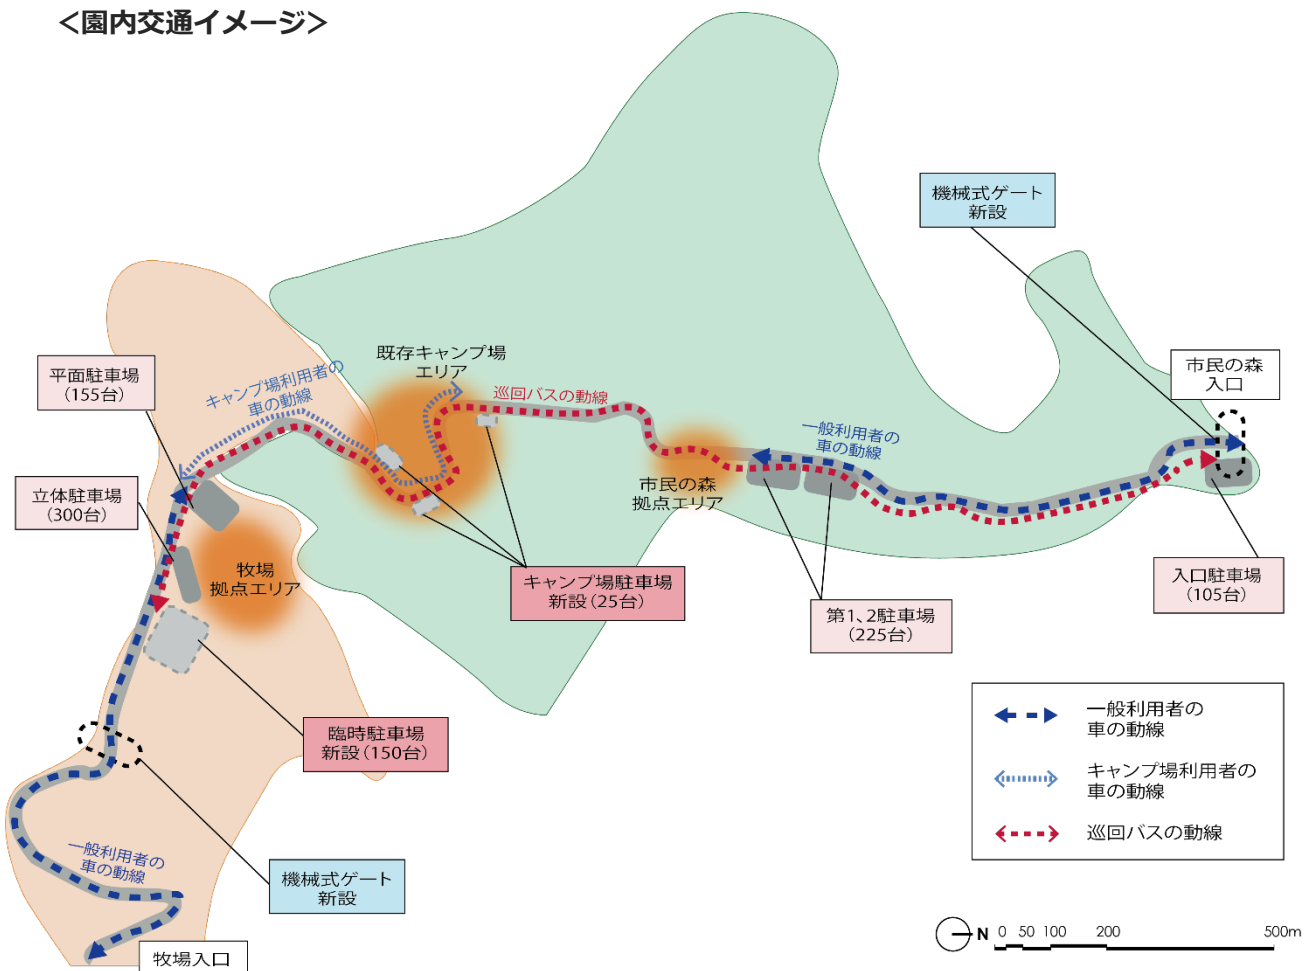 <園内交通イメージ>
機械式ゲート
新設
市民の森
入口
既存キャンプ場
エリア
平面駐車場
(155台)
キャンプ場利用者の
車の動線
巡回バスの動線
一般利用者の
車の動線
市民の森
拠点エリア
立体駐車場
(300台)
牧場
拠点エリア
キャンプ場駐車場
新設(25台)
第1、2駐車場
(225台)
入口駐車場
(105台)
臨時駐車場
新設(150台)
一般利用者の
車の動線
キャンプ場利用者の
車の動線
巡回バスの動線
一般利用者の
車の動線
機械式ゲート
新設
牧場入口
N 0 50 100 200 500m